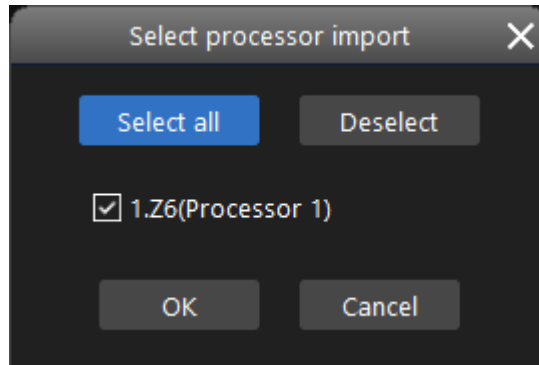 Select processor import
Select all
Deselect
1.Z6(Processor 1)
OK
Cancel